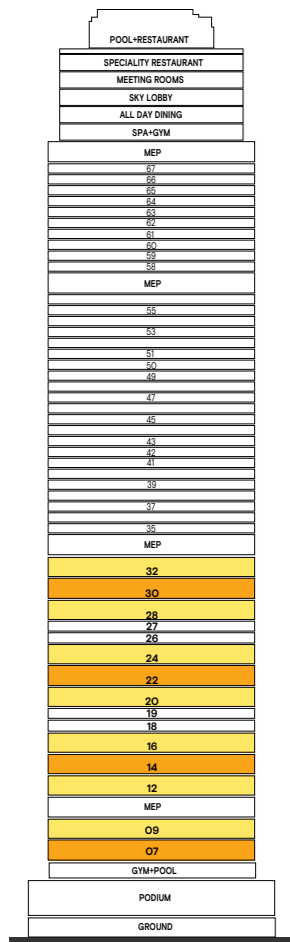 POOL+RESTAURANT
SPECIALITY RESTAURANT
MEETING ROOMS
SKY LOBBY
ALL DAY DINING
SPA+GYM
MEP
67
66
65
64
63
62
61
60
59
58
MEP
55
53
51
50
49
47
45
43
42
41
39
37
35
MEP
32
30
28
27
26
24
22
20
19
18
16
14
12
MEP
09
07
GYM+POOL
PODIUM
GROUND